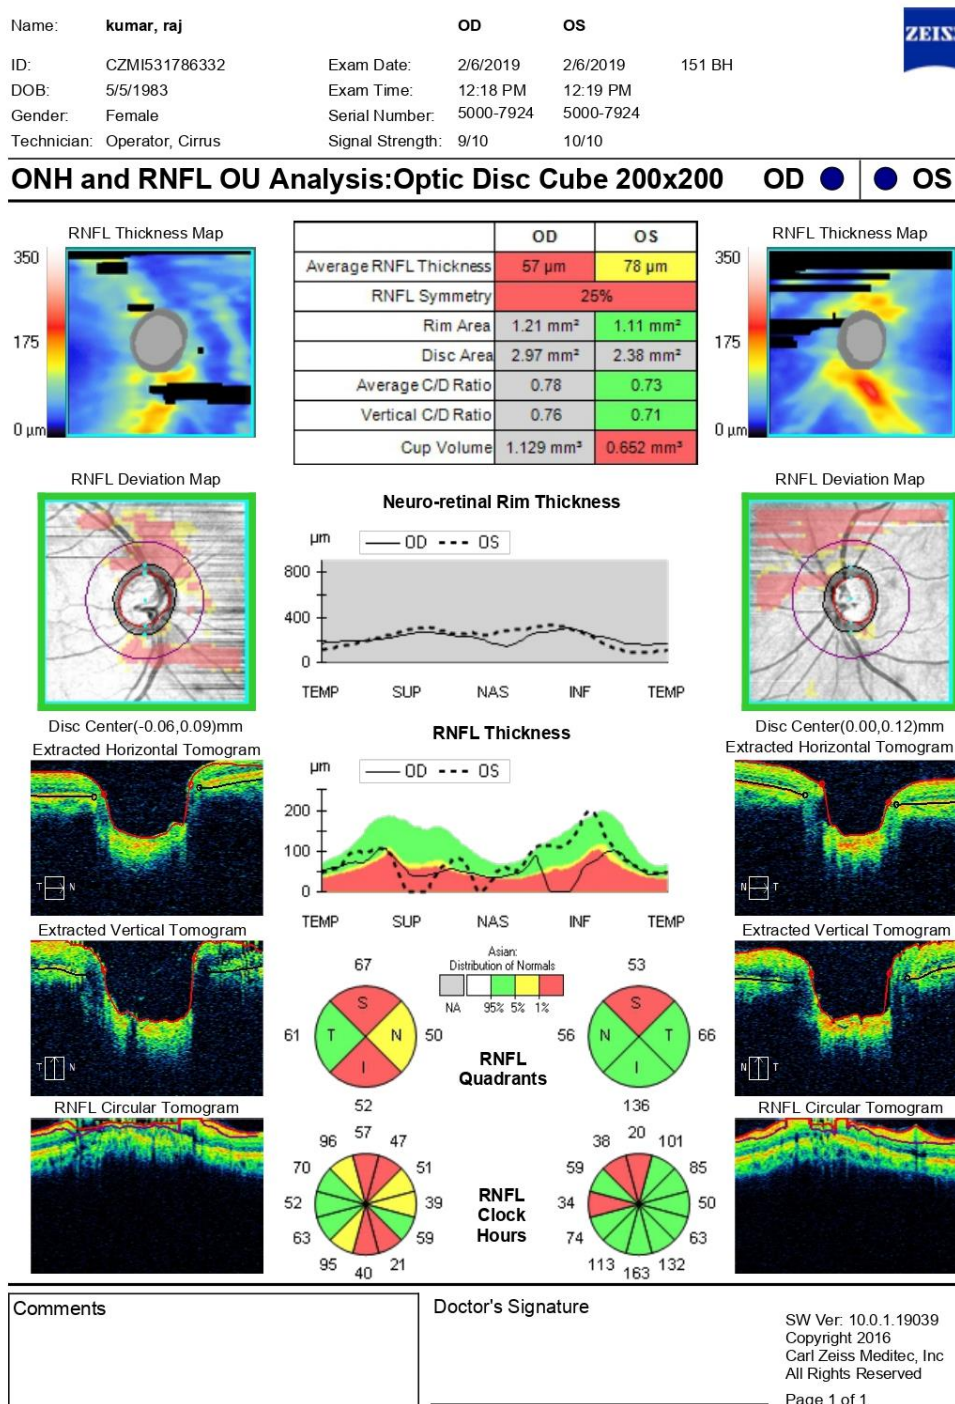 Name: kumar, raj OD OS
ZEISS
ID: CZMI531786332 Exam Date: 2/6/2019 2/6/2019 151 BH
DOB: 5/5/1983 Exam Time: 12:18 PM 12:19 PM
Gender: Female Serial Number: 5000-7924 5000-7924
Technician: Operator, Cirrus Signal Strength: 9/10 10/10
ONH and RNFL OU Analysis:Optic Disc Cube 200x200 OD OS
RNFL Thickness Map
350
175
0 µm
OD OS
Average RNFL Thickness 57 µm 78 µm
RNFL Symmetry 25%
Rim Area 1.21 mm² 1.11 mm²
Disc Area 2.97 mm² 2.38 mm²
Average C/D Ratio 0.78 0.73
Vertical C/D Ratio 0.76 0.71
Cup Volume 1.129 mm³ 0.652 mm³
RNFL Thickness Map
350
175
0 µm
RNFL Deviation Map
Disc Center(-0.06,0.09)mm
Neuro-retinal Rim Thickness
µm OD OS
800
400
0
TEMP SUP NAS INF TEMP
RNFL Deviation Map
Disc Center(0.00,0.12)mm
Extracted Horizontal Tomogram
T N
RNFL Thickness
µm OD OS
200
100
0
TEMP SUP NAS INF TEMP
Extracted Horizontal Tomogram
N T
Extracted Vertical Tomogram
T N
Extracted Vertical Tomogram
N T
Asian:
Distribution of Normals
NA 95% 5% 1%
67
S
61 T N 50
I
52
RNFL
Quadrants
53
S
56 N T 66
I
136
RNFL Circular Tomogram
RNFL Circular Tomogram
96 57 47
70 51
52 39
63 59
95 40 21
RNFL
Clock
Hours
38 20 101
59 85
34 50
74 63
113 163 132
Comments
Doctor's Signature
SW Ver: 10.0.1.19039
Copyright 2016
Carl Zeiss Meditec, Inc
All Rights Reserved
Page 1 of 1